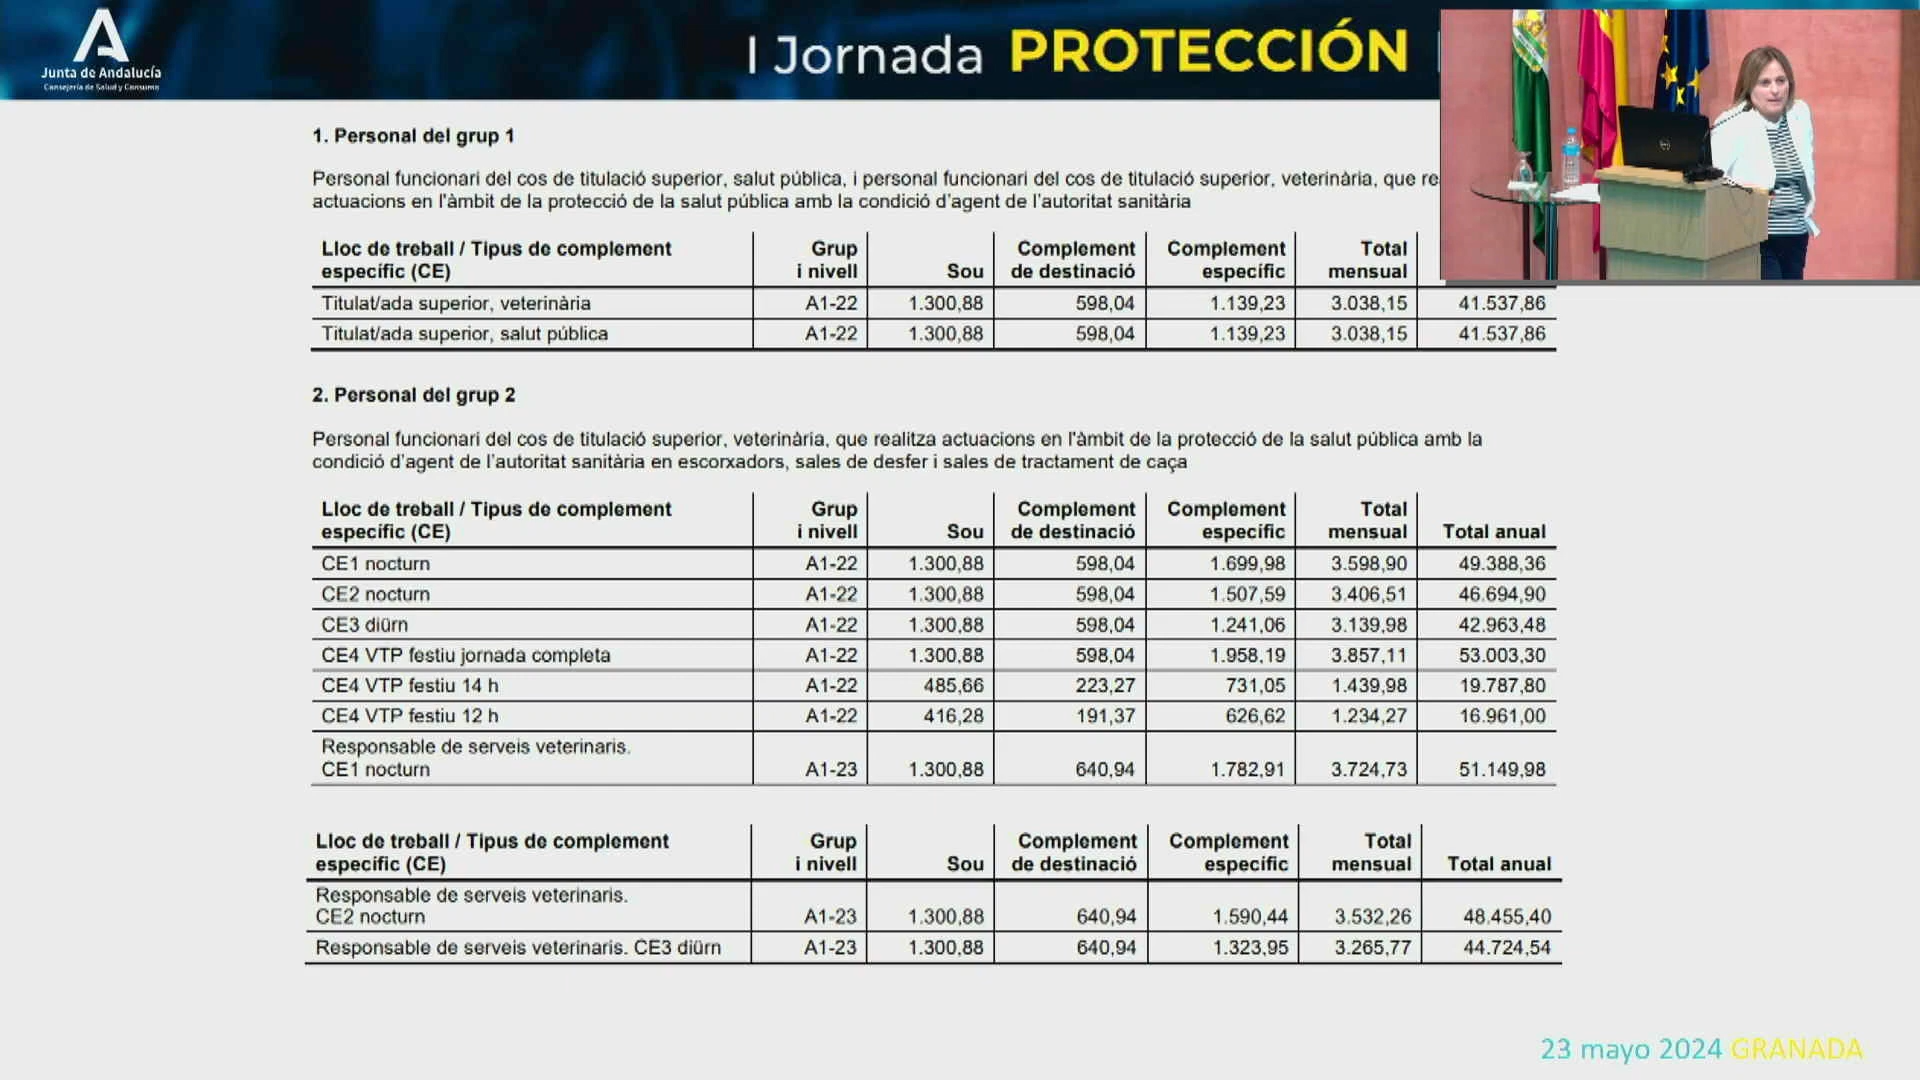 Junta de Andalucía
Consejería de Salud y Consumo
I Jornada PROTECCIÓN
1. Personal del grup 1
Personal funcionari del cos de titulació superior, salut pública, i personal funcionari del cos de titulació superior, veterinària, que re
actuacions en l'àmbit de la protecció de la salut pública amb la condició d'agent de l'autoritat sanitària
Lloc de treball / Tipus de complement específic (CE) Grup i nivell Sou Complement de destinació Complement específic Total mensual
Titulat/ada superior, veterinària A1-22 1.300,88 598,04 1.139,23 3.038,15 41.537,86
Titulat/ada superior, salut pública A1-22 1.300,88 598,04 1.139,23 3.038,15 41.537,86
2. Personal del grup 2
Personal funcionari del cos de titulació superior, veterinària, que realitza actuacions en l'àmbit de la protecció de la salut pública amb la
condició d'agent de l'autoritat sanitària en escorxadors, sales de desfer i sales de tractament de caça
Lloc de treball / Tipus de complement específic (CE) Grup i nivell Sou Complement de destinació Complement específic Total mensual Total anual
CE1 nocturn A1-22 1.300,88 598,04 1.699,98 3.598,90 49.388,36
CE2 nocturn A1-22 1.300,88 598,04 1.507,59 3.406,51 46.694,90
CE3 diürn A1-22 1.300,88 598,04 1.241,06 3.139,98 42.963,48
CE4 VTP festiu jornada completa A1-22 1.300,88 598,04 1.958,19 3.857,11 53.003,30
CE4 VTP festiu 14 h A1-22 485,66 223,27 731,05 1.439,98 19.787,80
CE4 VTP festiu 12 h A1-22 416,28 191,37 626,62 1.234,27 16.961,00
Responsable de serveis veterinaris.
CE1 nocturn A1-23 1.300,88 640,94 1.782,91 3.724,73 51.149,98
Lloc de treball / Tipus de complement específic (CE) Grup i nivell Sou Complement de destinació Complement específic Total mensual Total anual
Responsable de serveis veterinaris.
CE2 nocturn A1-23 1.300,88 640,94 1.590,44 3.532,26 48.455,40
Responsable de serveis veterinaris. CE3 diürn A1-23 1.300,88 640,94 1.323,95 3.265,77 44.724,54
23 mayo 2024 GRANADA